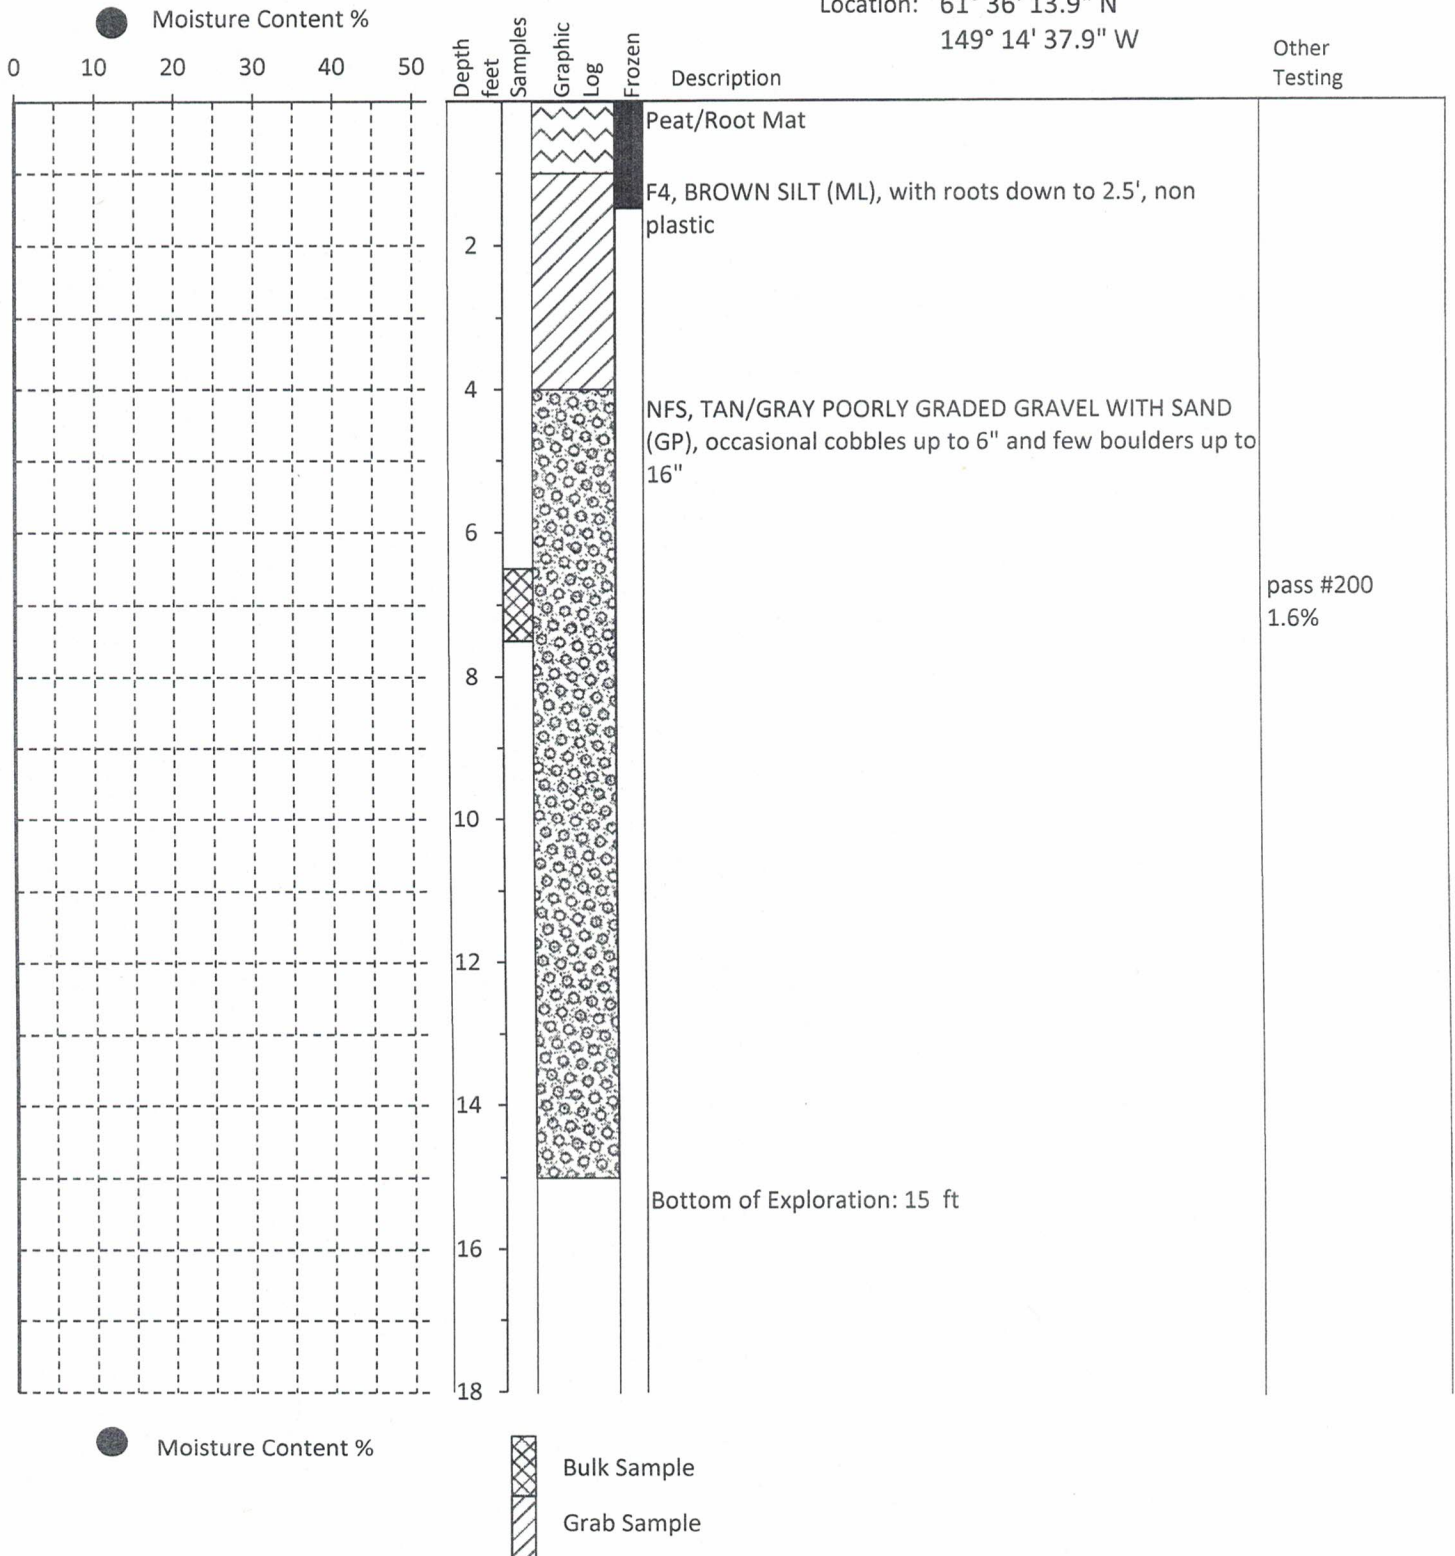 Moisture Content %
Location: 61° 36' 13.9" N
149° 14' 37.9" W
0 10 20 30 40 50
Depth
feet
Samples
Graphic
Log
Frozen
Description
Other
Testing
Peat/Root Mat
F4, BROWN SILT (ML), with roots down to 2.5', non
plastic
2
4
NFS, TAN/GRAY POORLY GRADED GRAVEL WITH SAND
(GP), occasional cobbles up to 6" and few boulders up to
16"
6
pass #200
1.6%
8
10
12
14
Bottom of Exploration: 15 ft
16
18
Moisture Content %
Bulk Sample
Grab Sample